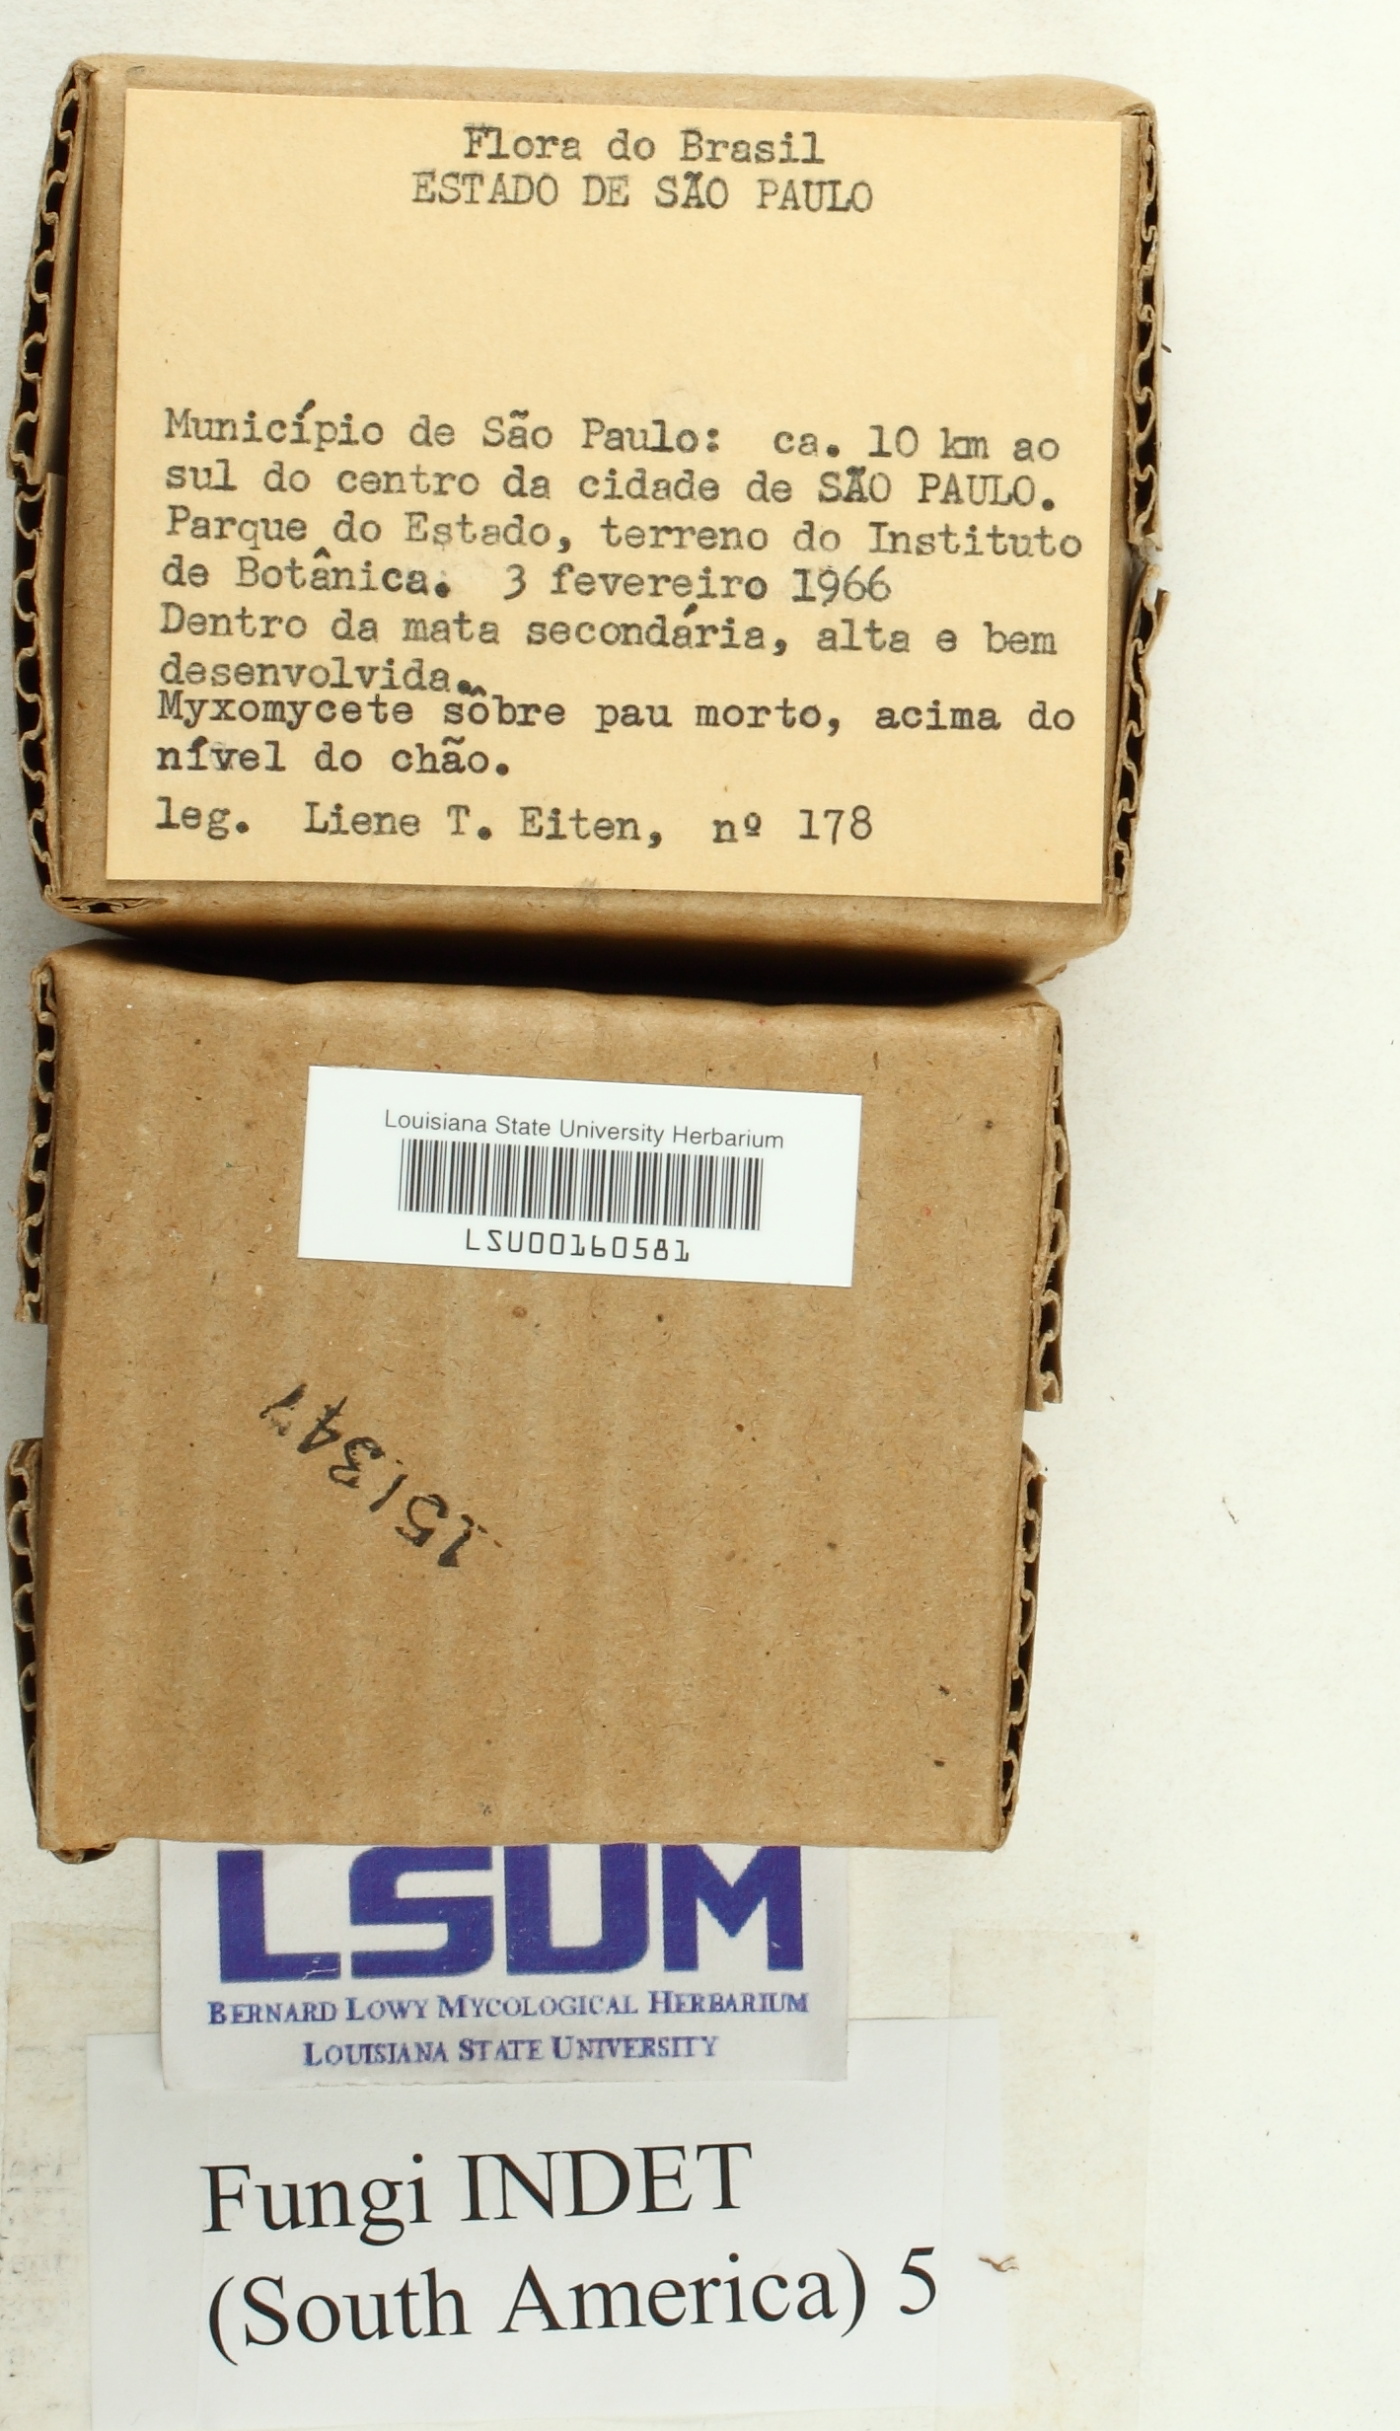 Flora do Brasil
ESTADO DE SÃO PAULO
Município de São Paulo: ca. 10 km ao
sul do centro da cidade de SÃO PAULO.
Parque do Estado, terreno do Instituto
de Botânica. 3 fevereiro 1966
Dentro da mata secondária, alta e bem
desenvolvida.
Myxomycete sôbre pau morto, acima do
nível do chão.
leg. Liene T. Eiten, nº 178
Louisiana State University Herbarium
LSU00160581
LSUM
BERNARD LOWY MYCOLOGICAL HERBARIUM
LOUISIANA STATE UNIVERSITY
Fungi INDET
(South America) 5